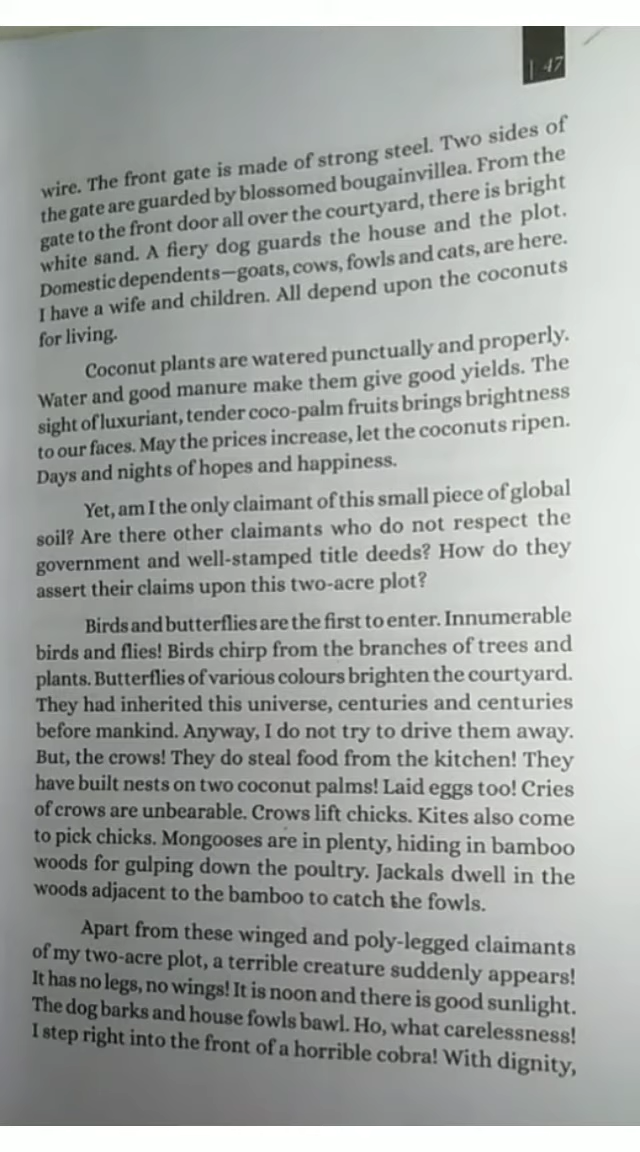 | 47
wire. The front gate is made of strong steel. Two sides of
the gate are guarded by blossomed bougainvillea. From the
gate to the front door all over the courtyard, there is bright
white sand. A fiery dog guards the house and the plot.
Domestic dependents—goats, cows, fowls and cats, are here.
I have a wife and children. All depend upon the coconuts
for living.
Coconut plants are watered punctually and properly.
Water and good manure make them give good yields. The
sight of luxuriant, tender coco-palm fruits brings brightness
to our faces. May the prices increase, let the coconuts ripen.
Days and nights of hopes and happiness.
Yet, am I the only claimant of this small piece of global
soil? Are there other claimants who do not respect the
government and well-stamped title deeds? How do they
assert their claims upon this two-acre plot?
Birds and butterflies are the first to enter. Innumerable
birds and flies! Birds chirp from the branches of trees and
plants. Butterflies of various colours brighten the courtyard.
They had inherited this universe, centuries and centuries
before mankind. Anyway, I do not try to drive them away.
But, the crows! They do steal food from the kitchen! They
have built nests on two coconut palms! Laid eggs too! Cries
of crows are unbearable. Crows lift chicks. Kites also come
to pick chicks. Mongooses are in plenty, hiding in bamboo
woods for gulping down the poultry. Jackals dwell in the
woods adjacent to the bamboo to catch the fowls.
Apart from these winged and poly-legged claimants
of my two-acre plot, a terrible creature suddenly appears!
It has no legs, no wings! It is noon and there is good sunlight.
The dog barks and house fowls bawl. Ho, what carelessness!
I step right into the front of a horrible cobra! With dignity,